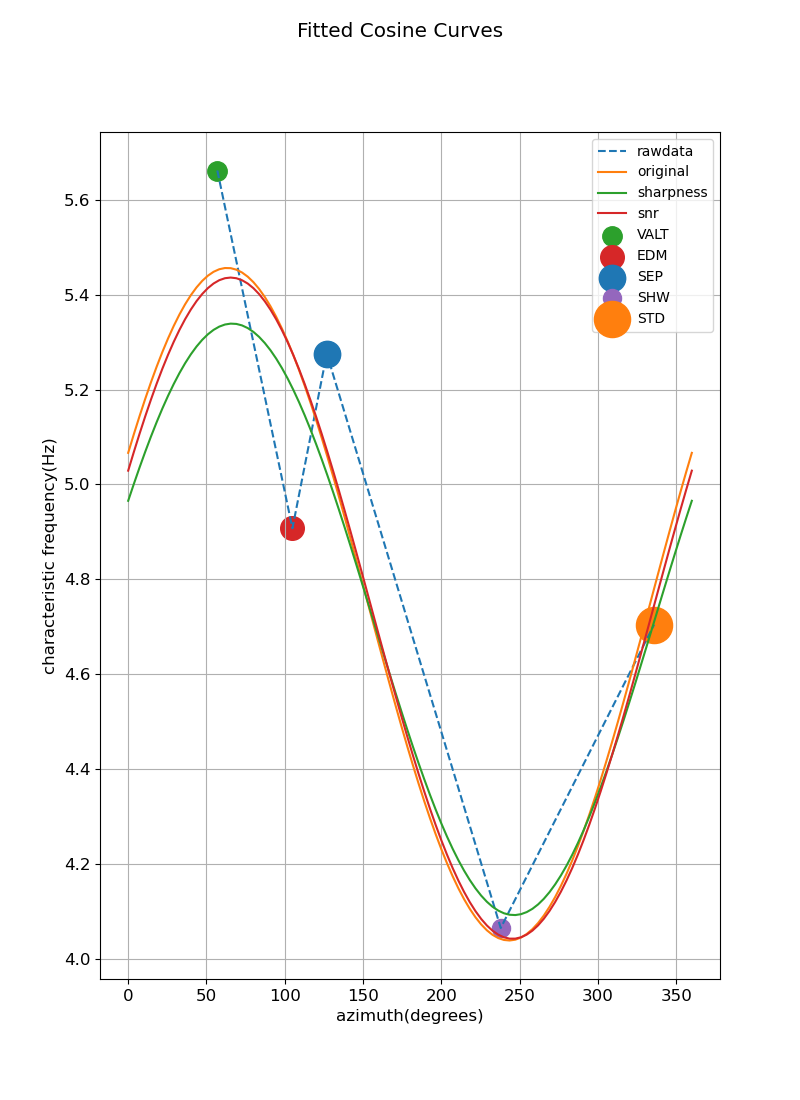 Fitted Cosine Curves
rawdata
original
sharpness
snr
VALT
EDM
SEP
SHW
STD
characteristic frequency(Hz)
5.6
5.4
5.2
5.0
4.8
4.6
4.4
4.2
4.0
0 50 100 150 200 250 300 350
azimuth(degrees)